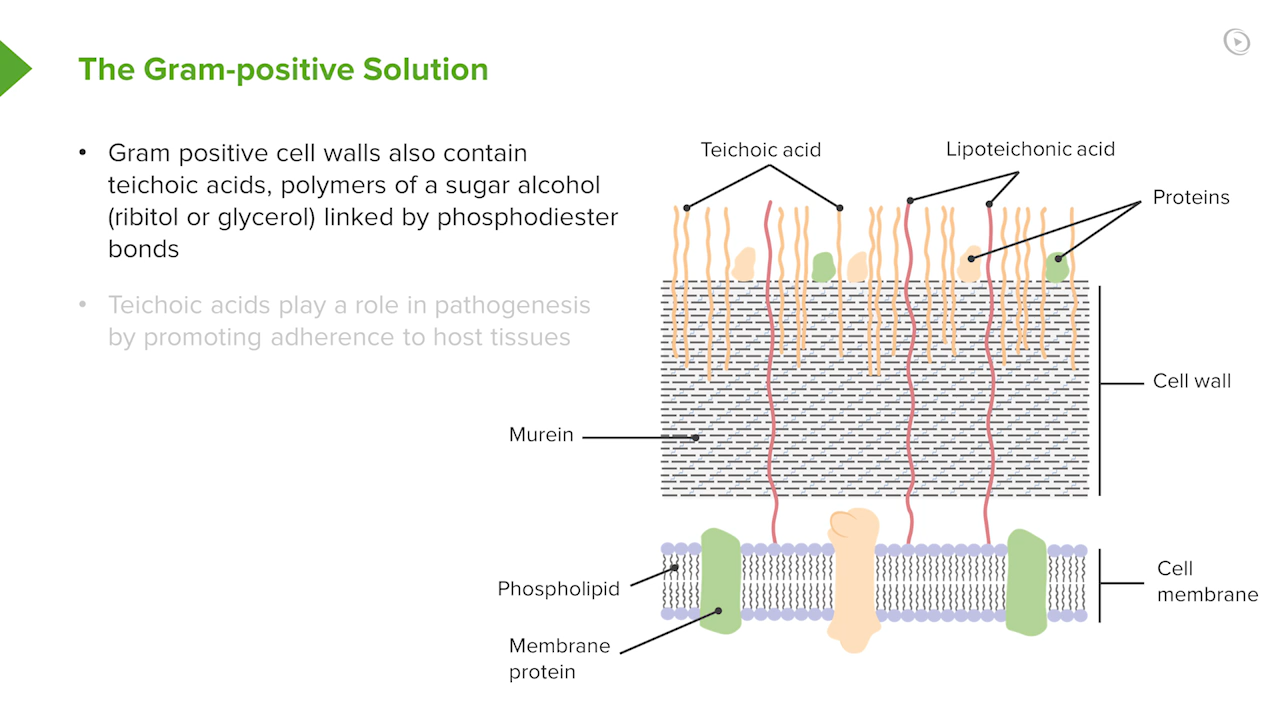 The Gram-positive Solution
• Gram positive cell walls also contain
teichoic acids, polymers of a sugar alcohol
(ribitol or glycerol) linked by phosphodiester
bonds
• Teichoic acids play a role in pathogenesis
by promoting adherence to host tissues
Teichoic acid
Lipoteichonic acid
Proteins
Cell wall
Murein
Phospholipid
Cell
membrane
Membrane
protein